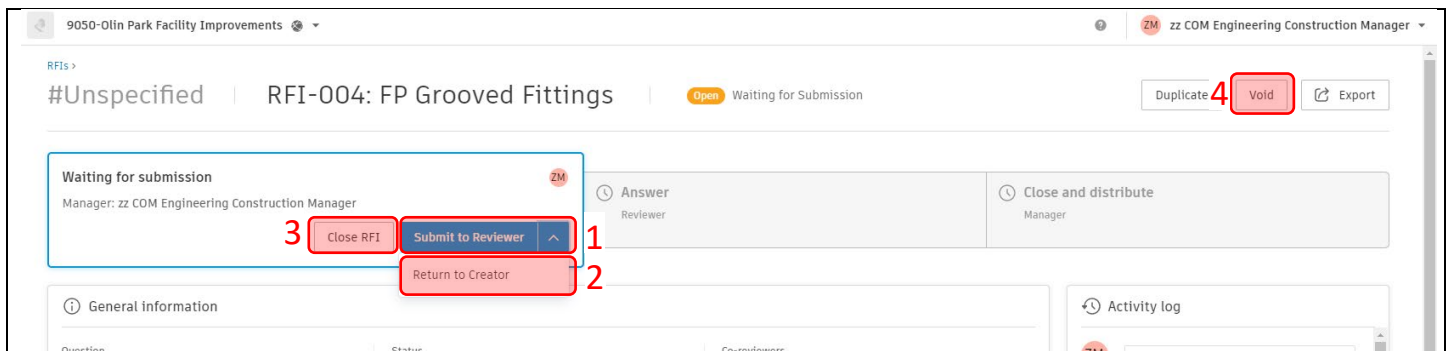 9050-Olin Park Facility Improvements
ZM zz COM Engineering Construction Manager
RFIs >
#Unspecified RFI-004: FP Grooved Fittings Open Waiting for Submission Duplicate 4 Void Export
Waiting for submission ZM
Manager: zz COM Engineering Construction Manager
3 Close RFI Submit to Reviewer 1
Return to Creator 2
Answer
Reviewer
Close and distribute
Manager
General information
Activity log
Question Status Co-reviewers
ZM